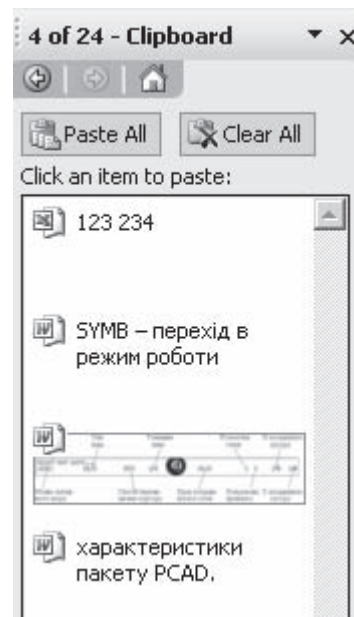 4 of 24 - Clipboard
Paste All
Clear All
Click an item to paste:
123 234
SYMB – перехід в
режим роботи
характеристики
пакету PCAD.